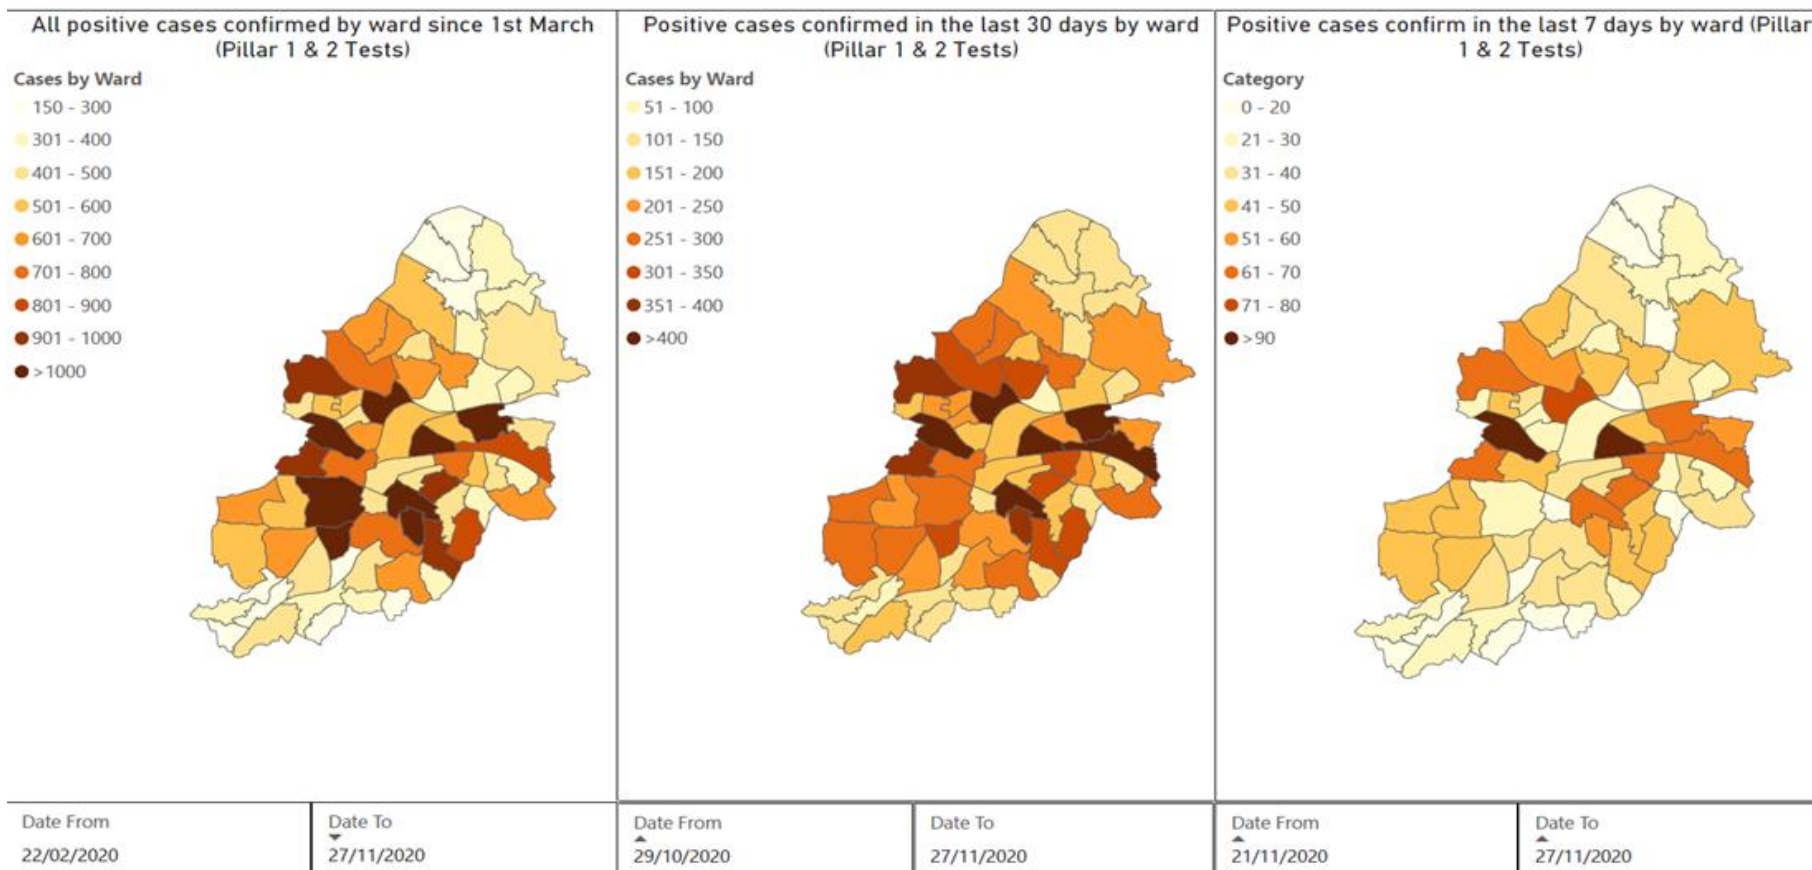 All positive cases confirmed by ward since 1st March
(Pillar 1 & 2 Tests)
Cases by Ward
150 - 300
301 - 400
401 - 500
501 - 600
601 - 700
701 - 800
801 - 900
901 - 1000
>1000
Date From
22/02/2020
Date To
27/11/2020
Positive cases confirmed in the last 30 days by ward
(Pillar 1 & 2 Tests)
Cases by Ward
51 - 100
101 - 150
151 - 200
201 - 250
251 - 300
301 - 350
351 - 400
>400
Date From
29/10/2020
Date To
27/11/2020
Positive cases confirm in the last 7 days by ward (Pillar
1 & 2 Tests)
Category
0 - 20
21 - 30
31 - 40
41 - 50
51 - 60
61 - 70
71 - 80
>90
Date From
21/11/2020
Date To
27/11/2020